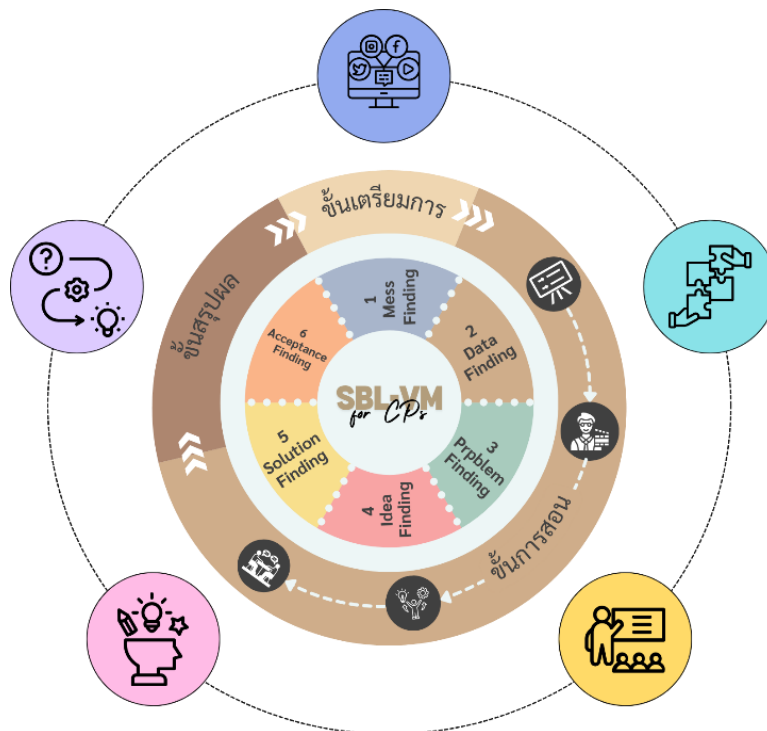 ขั้นเตรียมการ
ขั้นสรุปผล
ขั้นการสอน
1
Mess
Finding
2
Data
Finding
3
Prpblem
Finding
4
Idea
Finding
5
Solution
Finding
6
Acceptance
Finding
SBL-VM
for CPs